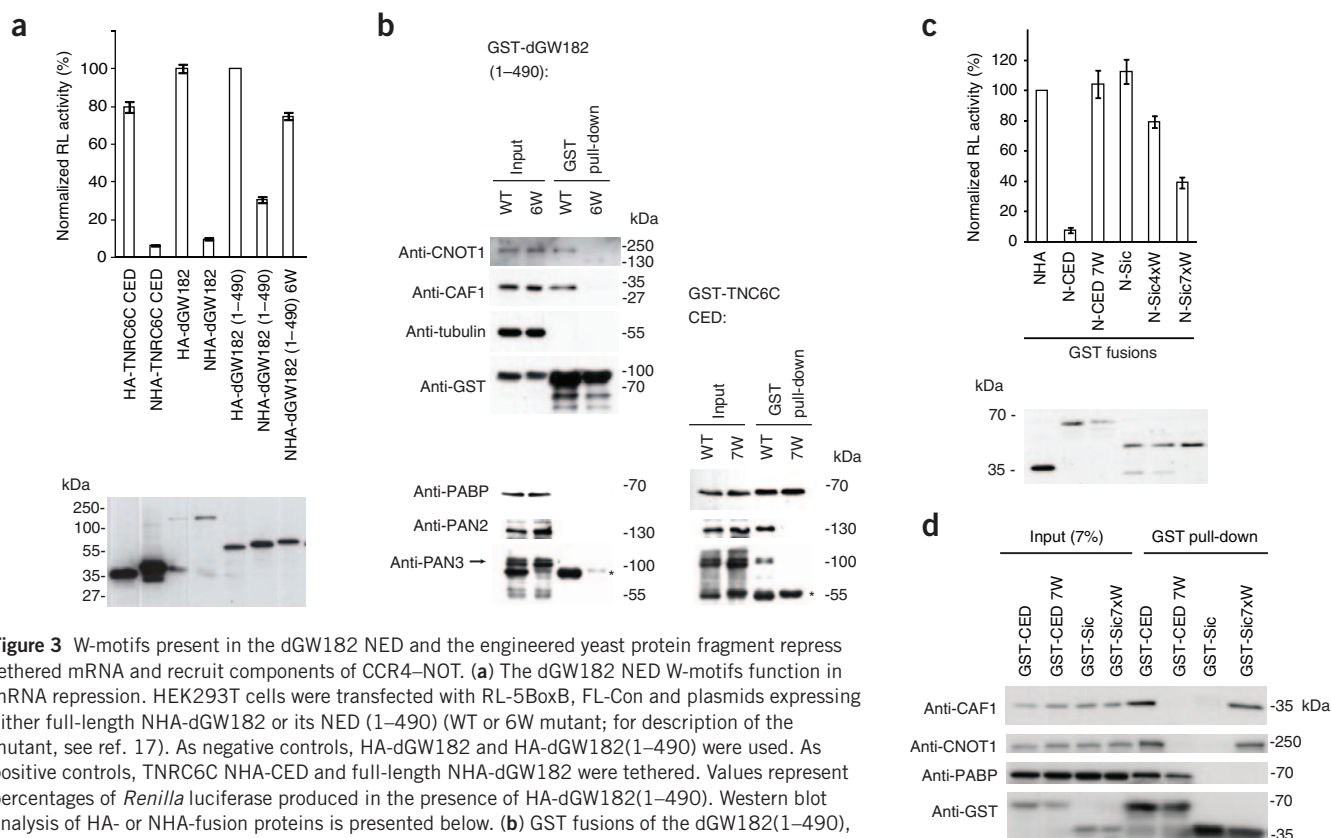 a
Normalized RL activity (%)
100
80
60
40
20
0
HA-TNRC6C CED
NHA-TNRC6C CED
HA-dGW182
NHA-dGW182
HA-dGW182 (1–490)
NHA-dGW182 (1–490)
NHA-dGW182 (1–490) 6W
kDa
250-
100-
55-
35-
27-
b
GST-dGW182
(1–490):
Input
GST
pull-down
WT
6W
WT
6W
kDa
Anti-CNOT1
-250
-130
Anti-CAF1
-35
-27
Anti-tubulin
-55
Anti-GST
-100
-70
Anti-PABP
-70
Anti-PAN2
-130
Anti-PAN3
-100
*
-55
GST-TNC6C
CED:
Input
GST
pull-down
WT
7W
WT
7W
kDa
-70
-130
-100
* -55
c
Normalized RL activity (%)
120
100
80
60
40
20
0
NHA
N-CED
N-CED 7W
N-Sic
N-Sic4xW
N-Sic7xW
GST fusions
kDa
70 -
35 -
d
Input (7%)
GST pull-down
GST-CED
GST-CED 7W
GST-Sic
GST-Sic7xW
GST-CED
GST-CED 7W
GST-Sic
GST-Sic7xW
Anti-CAF1
-35 kDa
Anti-CNOT1
-250
Anti-PABP
-70
Anti-GST
-70
-35
igure 3 W-motifs present in the dGW182 NED and the engineered yeast protein fragment repress
ethered mRNA and recruit components of CCR4–NOT. (a) The dGW182 NED W-motifs function in
mRNA repression. HEK293T cells were transfected with RL-5BoxB, FL-Con and plasmids expressing
ither full-length NHA-dGW182 or its NED (1–490) (WT or 6W mutant; for description of the
mutant, see ref. 17). As negative controls, HA-dGW182 and HA-dGW182(1–490) were used. As
ositive controls, TNRC6C NHA-CED and full-length NHA-dGW182 were tethered. Values represent
ercentages of Renilla luciferase produced in the presence of HA-dGW182(1–490). Western blot
nalysis of HA- or NHA-fusion proteins is presented below. (b) GST fusions of the dGW182(1–490),